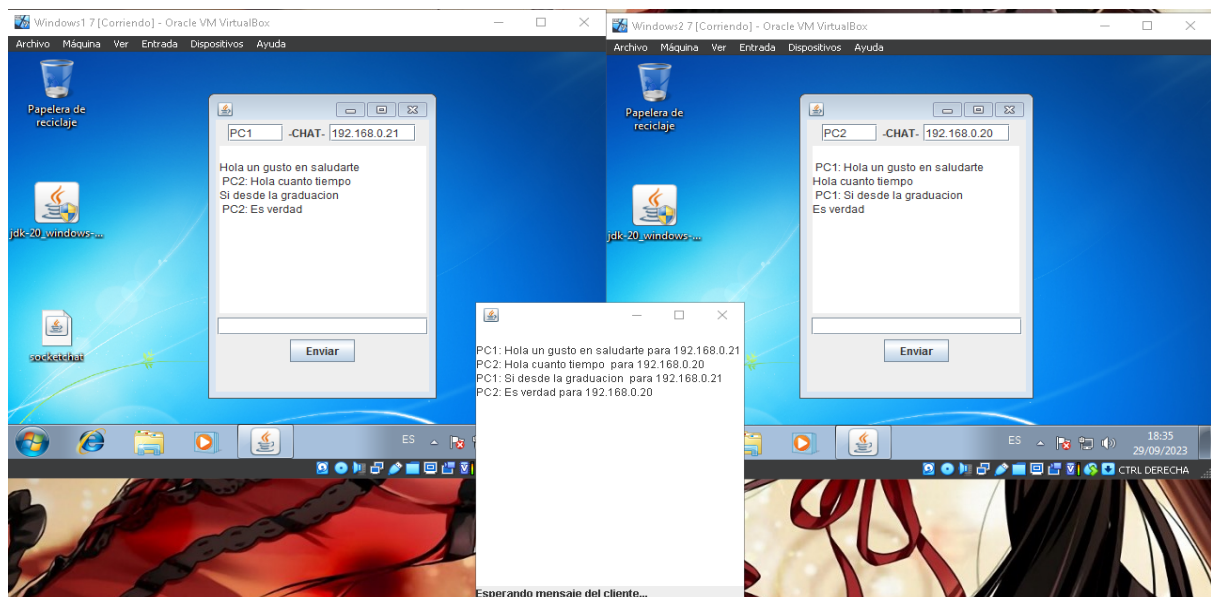 Windows1 7 [Corriendo] - Oracle VM VirtualBox
Archivo Máquina Ver Entrada Dispositivos Ayuda
Papelera de
reciclaje
PC1 -CHAT- 192.168.0.21
Hola un gusto en saludarte
PC2: Hola cuanto tiempo
Si desde la graduacion
PC2: Es verdad
jdk-20_windows-...
socketchat
Enviar
ES
Windows2 7 [Corriendo] - Oracle VM VirtualBox
Archivo Máquina Ver Entrada Dispositivos Ayuda
Papelera de
reciclaje
PC2 -CHAT- 192.168.0.20
PC1: Hola un gusto en saludarte
Hola cuanto tiempo
PC1: Si desde la graduacion
Es verdad
jdk-20_windows-...
Enviar
ES
18:35
29/09/2023
CTRL DERECHA
PC1: Hola un gusto en saludarte para 192.168.0.21
PC2: Hola cuanto tiempo para 192.168.0.20
PC1: Si desde la graduacion para 192.168.0.21
PC2: Es verdad para 192.168.0.20
Esperando mensaje del cliente...